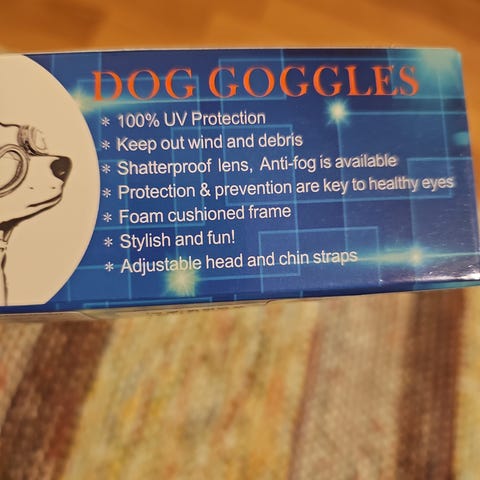 DOG GOGGLES
* 100% UV Protection
* Keep out wind and debris
* Shatterproof lens, Anti-fog is available
* Protection & prevention are key to healthy eyes
* Foam cushioned frame
* Stylish and fun!
* Adjustable head and chin straps